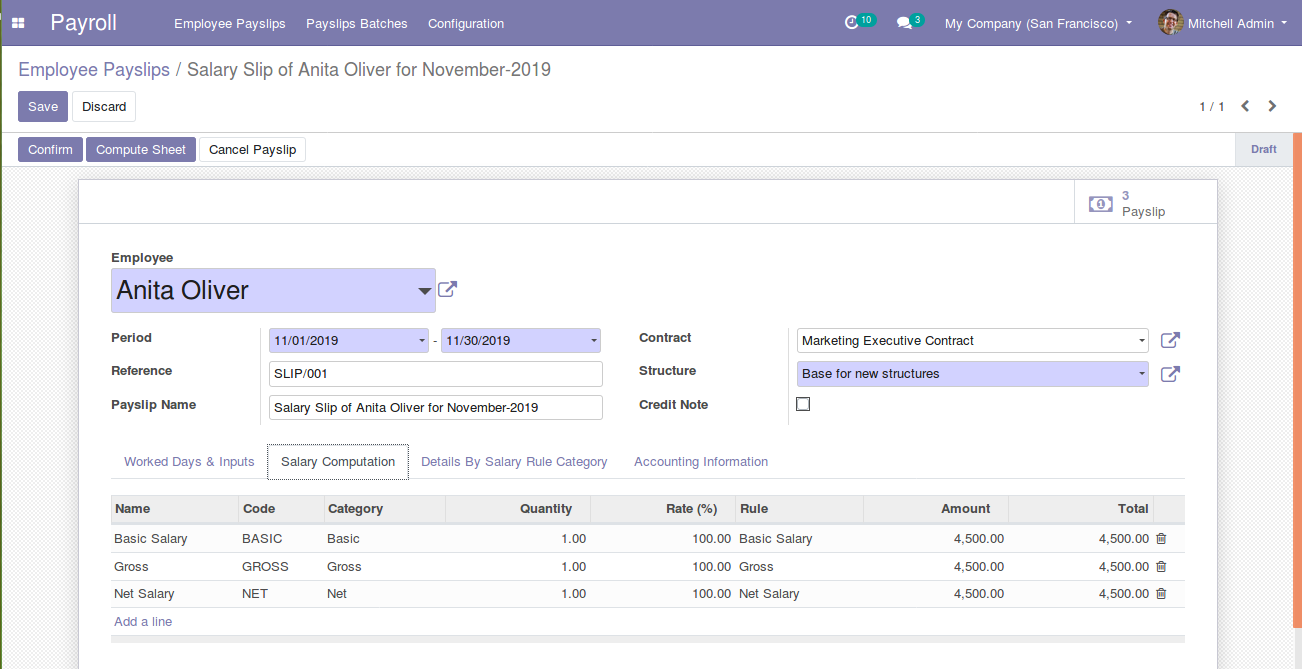 Payroll Employee Payslips Payslips Batches Configuration 10 3 My Company (San Francisco) Mitchell Admin
Employee Payslips / Salary Slip of Anita Oliver for November-2019
Save Discard 1 / 1
Confirm Compute Sheet Cancel Payslip Draft
3
Payslip
Employee
Anita Oliver
Period 11/01/2019 - 11/30/2019 Contract Marketing Executive Contract
Reference SLIP/001 Structure Base for new structures
Payslip Name Salary Slip of Anita Oliver for November-2019 Credit Note
Worked Days & Inputs Salary Computation Details By Salary Rule Category Accounting Information
Name Code Category Quantity Rate (%) Rule Amount Total
Basic Salary BASIC Basic 1.00 100.00 Basic Salary 4,500.00 4,500.00
Gross GROSS Gross 1.00 100.00 Gross 4,500.00 4,500.00
Net Salary NET Net 1.00 100.00 Net Salary 4,500.00 4,500.00
Add a line